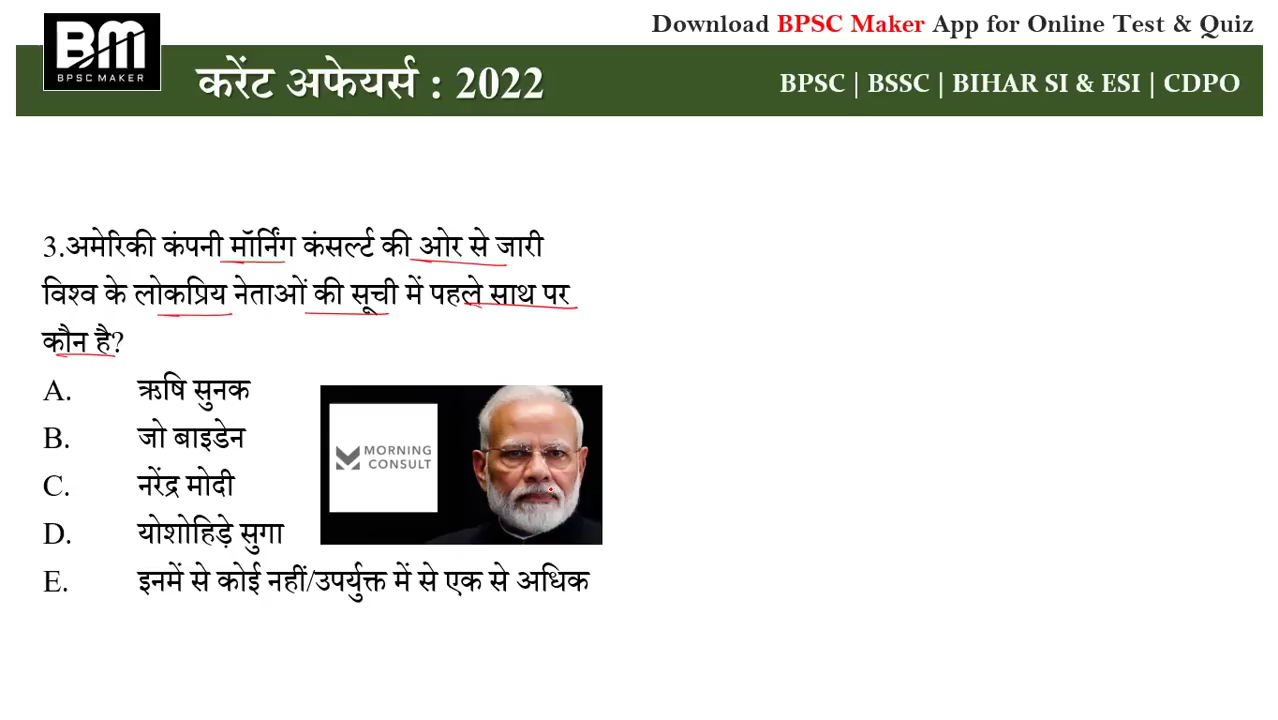 Download BPSC Maker App for Online Test & Quiz
BM
BPSC MAKER
करेंट अफेयर्स : 2022
BPSC | BSSC | BIHAR SI & ESI | CDPO
3.अमेरिकी कंपनी मॉर्निंग कंसर्ल्ट की ओर से जारी
विश्व के लोकप्रिय नेताओं की सूची में पहले साथ पर
कौन है?
A. ऋषि सुनक
B. जो बाइडेन
C. नरेंद्र मोदी
D. योशोहिड़े सुगा
E. इनमें से कोई नहीं/उपर्युक्त में से एक से अधिक
MORNING
CONSULT